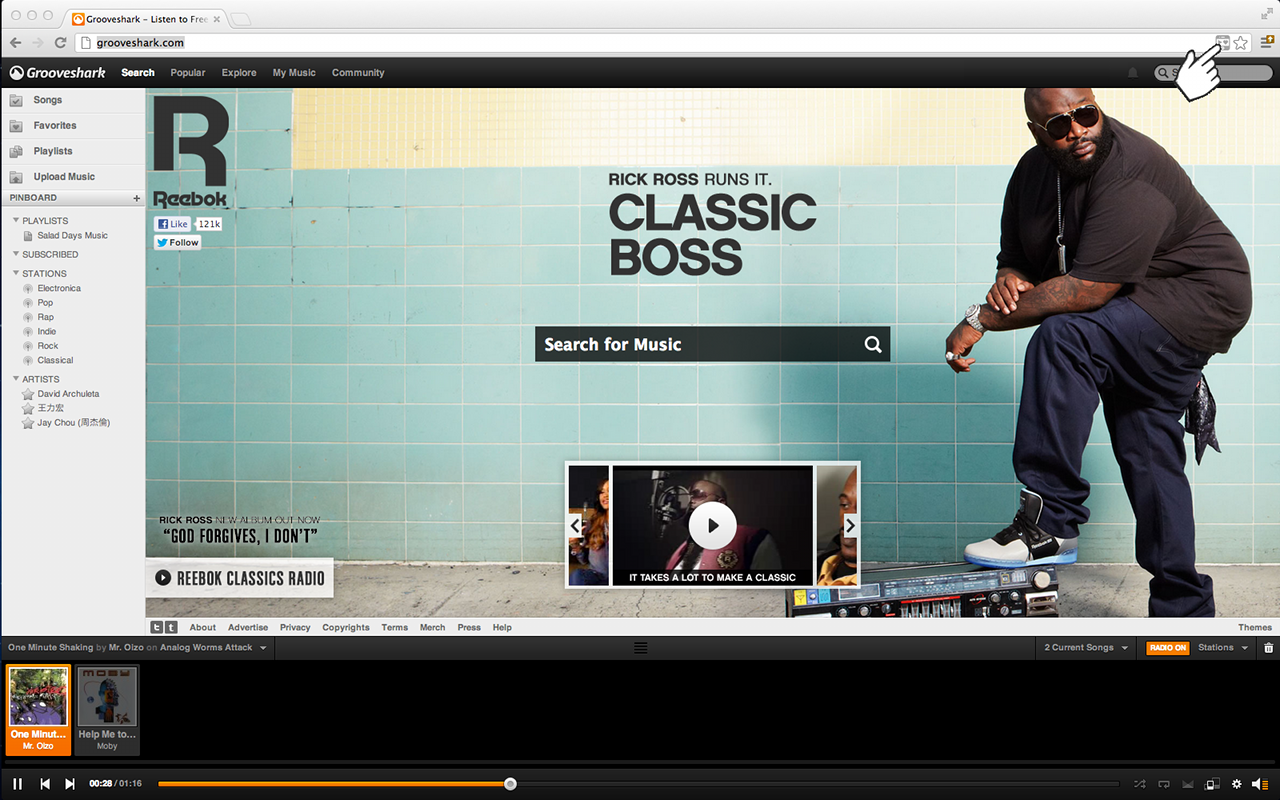 Grooveshark – Listen to Free
grooveshark.com
Grooveshark
Search
Popular
Explore
My Music
Community
Songs
Favorites
Playlists
Upload Music
PINBOARD +
PLAYLISTS
Salad Days Music
SUBSCRIBED
STATIONS
Electronica
Pop
Rap
Indie
Rock
Classical
ARTISTS
David Archuleta
王力宏
Jay Chou (周杰倫)
R
Reebok
Like 121k
Follow
RICK ROSS RUNS IT.
CLASSIC
BOSS
Search for Music
IT TAKES A LOT TO MAKE A CLASSIC
RICK ROSS NEW ALBUM OUT NOW
“GOD FORGIVES, I DON’T”
REEBOK CLASSICS RADIO
About
Advertise
Privacy
Copyrights
Terms
Merch
Press
Help
Themes
One Minute Shaking by Mr. Oizo on Analog Worms Attack
2 Current Songs
RADIO ON
Stations
One Minut...
Mr. Oizo
MOBY
Help Me to...
Moby
00:28 / 01:16